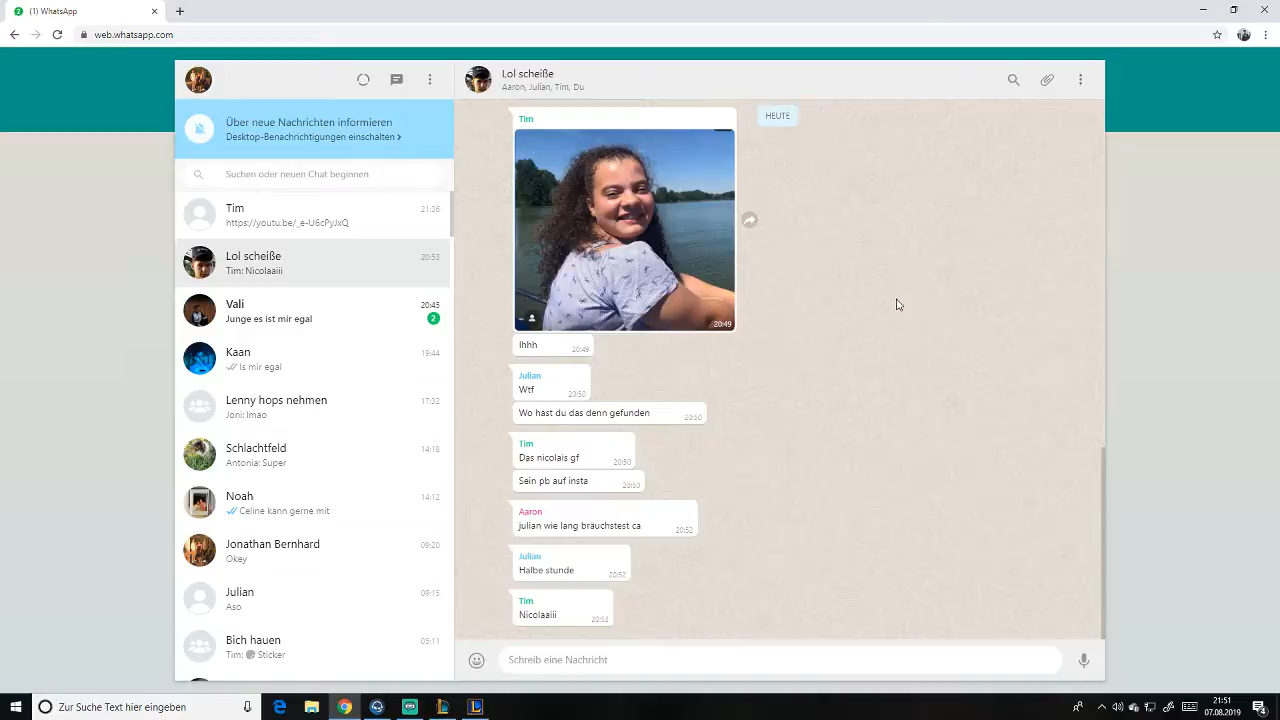 (1) WhatsApp
web.whatsapp.com
2
Über neue Nachrichten informieren
Desktop-Benachrichtigungen einschalten >
Suchen oder neuen Chat beginnen
Tim 21:36
https://youtu.be/_e-U6cPyJxQ
Lol scheiße 20:53
Tim: Nicolaaiii
Vali 20:45
Junge es ist mir egal 2
Kaan 19:44
Is mir egal
Lenny hops nehmen 17:32
Joni: lmao
Schlachtfeld 14:18
Antonia: Super
Noah 14:12
Celine kann gerne mit
Jonathan Bernhard 09:20
Okey
Julian 09:15
Aso
Bich hauen 05:11
Tim: Sticker
Lol scheiße
Aaron, Julian, Tim, Du
HEUTE
Tim
20:49
Ihhh 20:49
Julian
Wtf 20:50
Wo hast du das denn gefunden 20:50
Tim
Das nicolais gf 20:50
Sein pb auf insta 20:50
Aaron
julian wie lang bräuchstest ca 20:52
Julian
Halbe stunde 20:52
Tim
Nicolaaiii 20:53
Schreib eine Nachricht
Zur Suche Text hier eingeben
21:51
07.08.2019
4